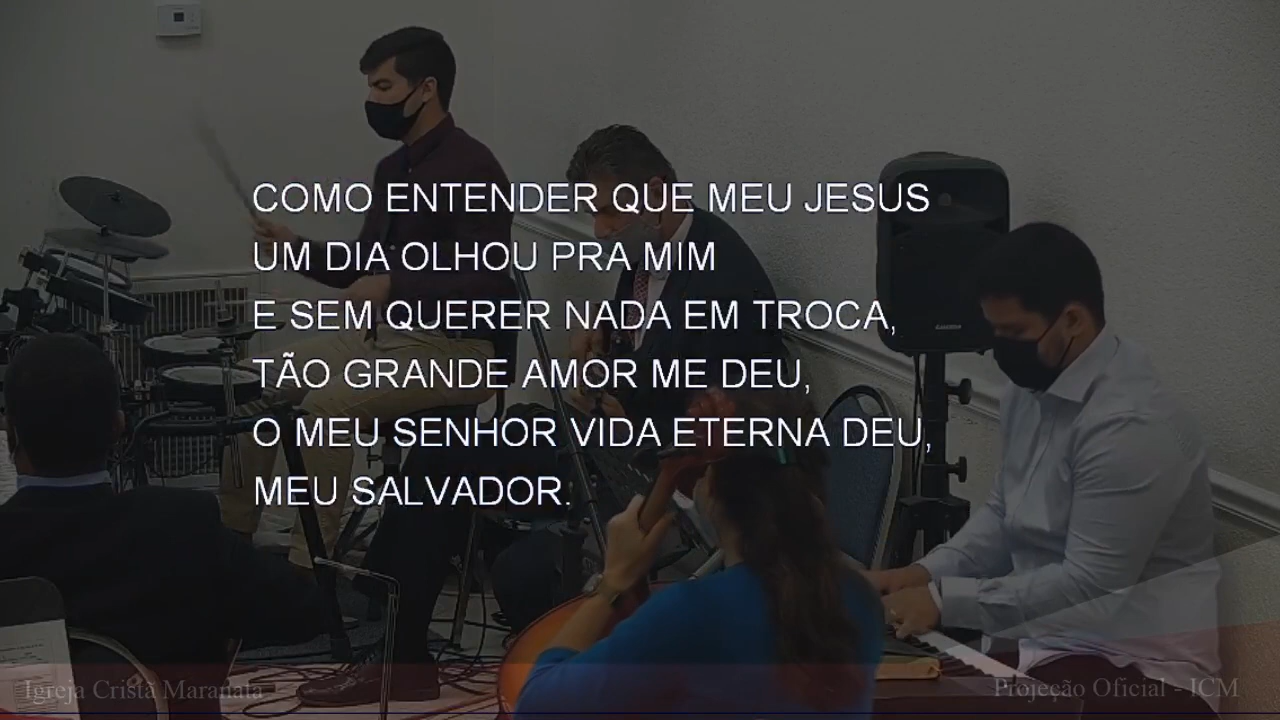 COMO ENTENDER QUE MEU JESUS
UM DIA OLHOU PRA MIM
E SEM QUERER NADA EM TROCA,
TÃO GRANDE AMOR ME DEU,
O MEU SENHOR VIDA ETERNA DEU,
MEU SALVADOR.
Igreja Cristã Maranata
Projeção Oficial - ICM